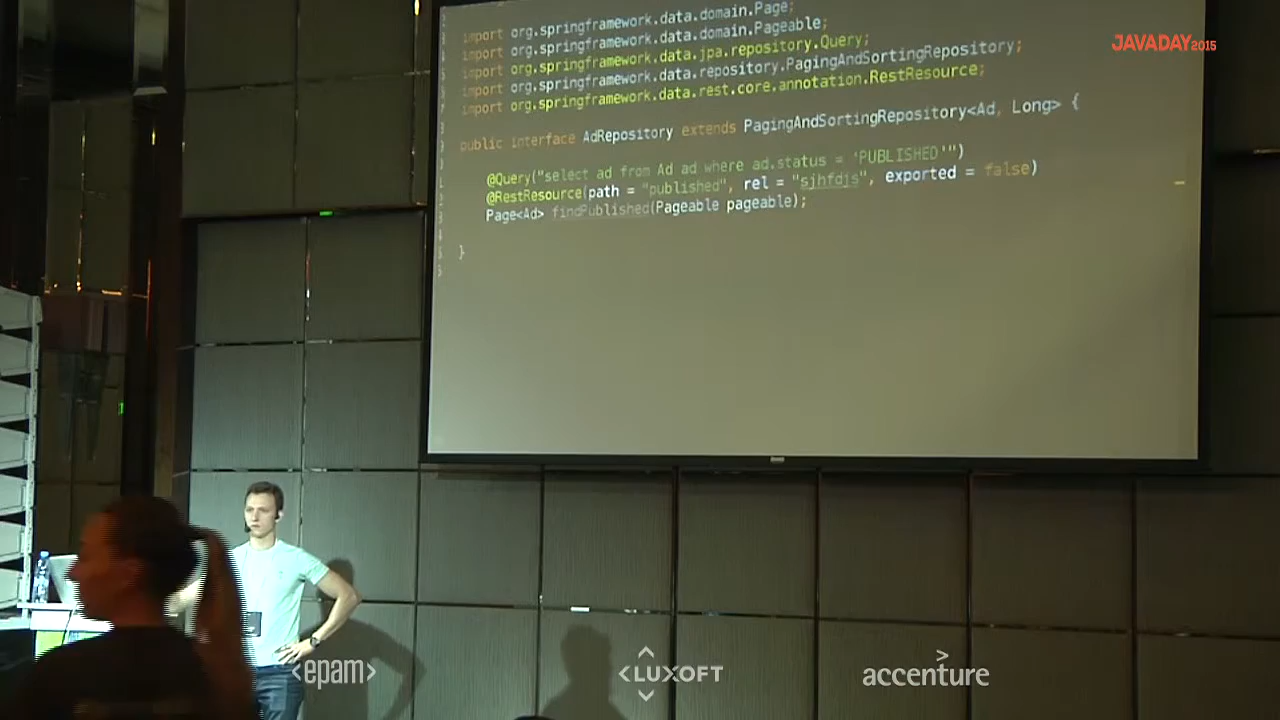 import org.springframework.data.domain.Page;
import org.springframework.data.domain.Pageable;
import org.springframework.data.jpa.repository.Query;
import org.springframework.data.repository.PagingAndSortingRepository;
import org.springframework.data.rest.core.annotation.RestResource;
public interface AdRepository extends PagingAndSortingRepository<Ad, Long> {
@Query("select ad from Ad ad where ad.status = 'PUBLISHED'")
@RestResource(path = "published", rel = "sjhfdjs", exported = false)
Page<Ad> findPublished(Pageable pageable);
}
JAVADAY2015
<epam>
LUXOFT
accenture